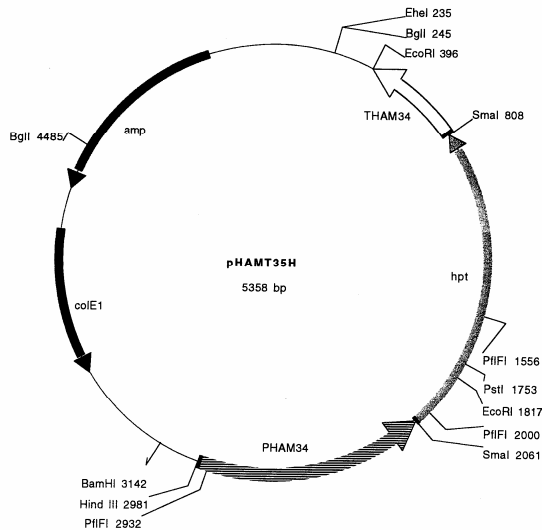 EheI 235
BglI 245
EcoRI 396
THAM34
SmaI 808
amp
BglI 4485
pHAMT35H
5358 bp
hpt
colE1
PflFI 1556
PstI 1753
EcoRI 1817
PflFI 2000
SmaI 2061
PHAM34
BamHI 3142
Hind III 2981
PflFI 2932